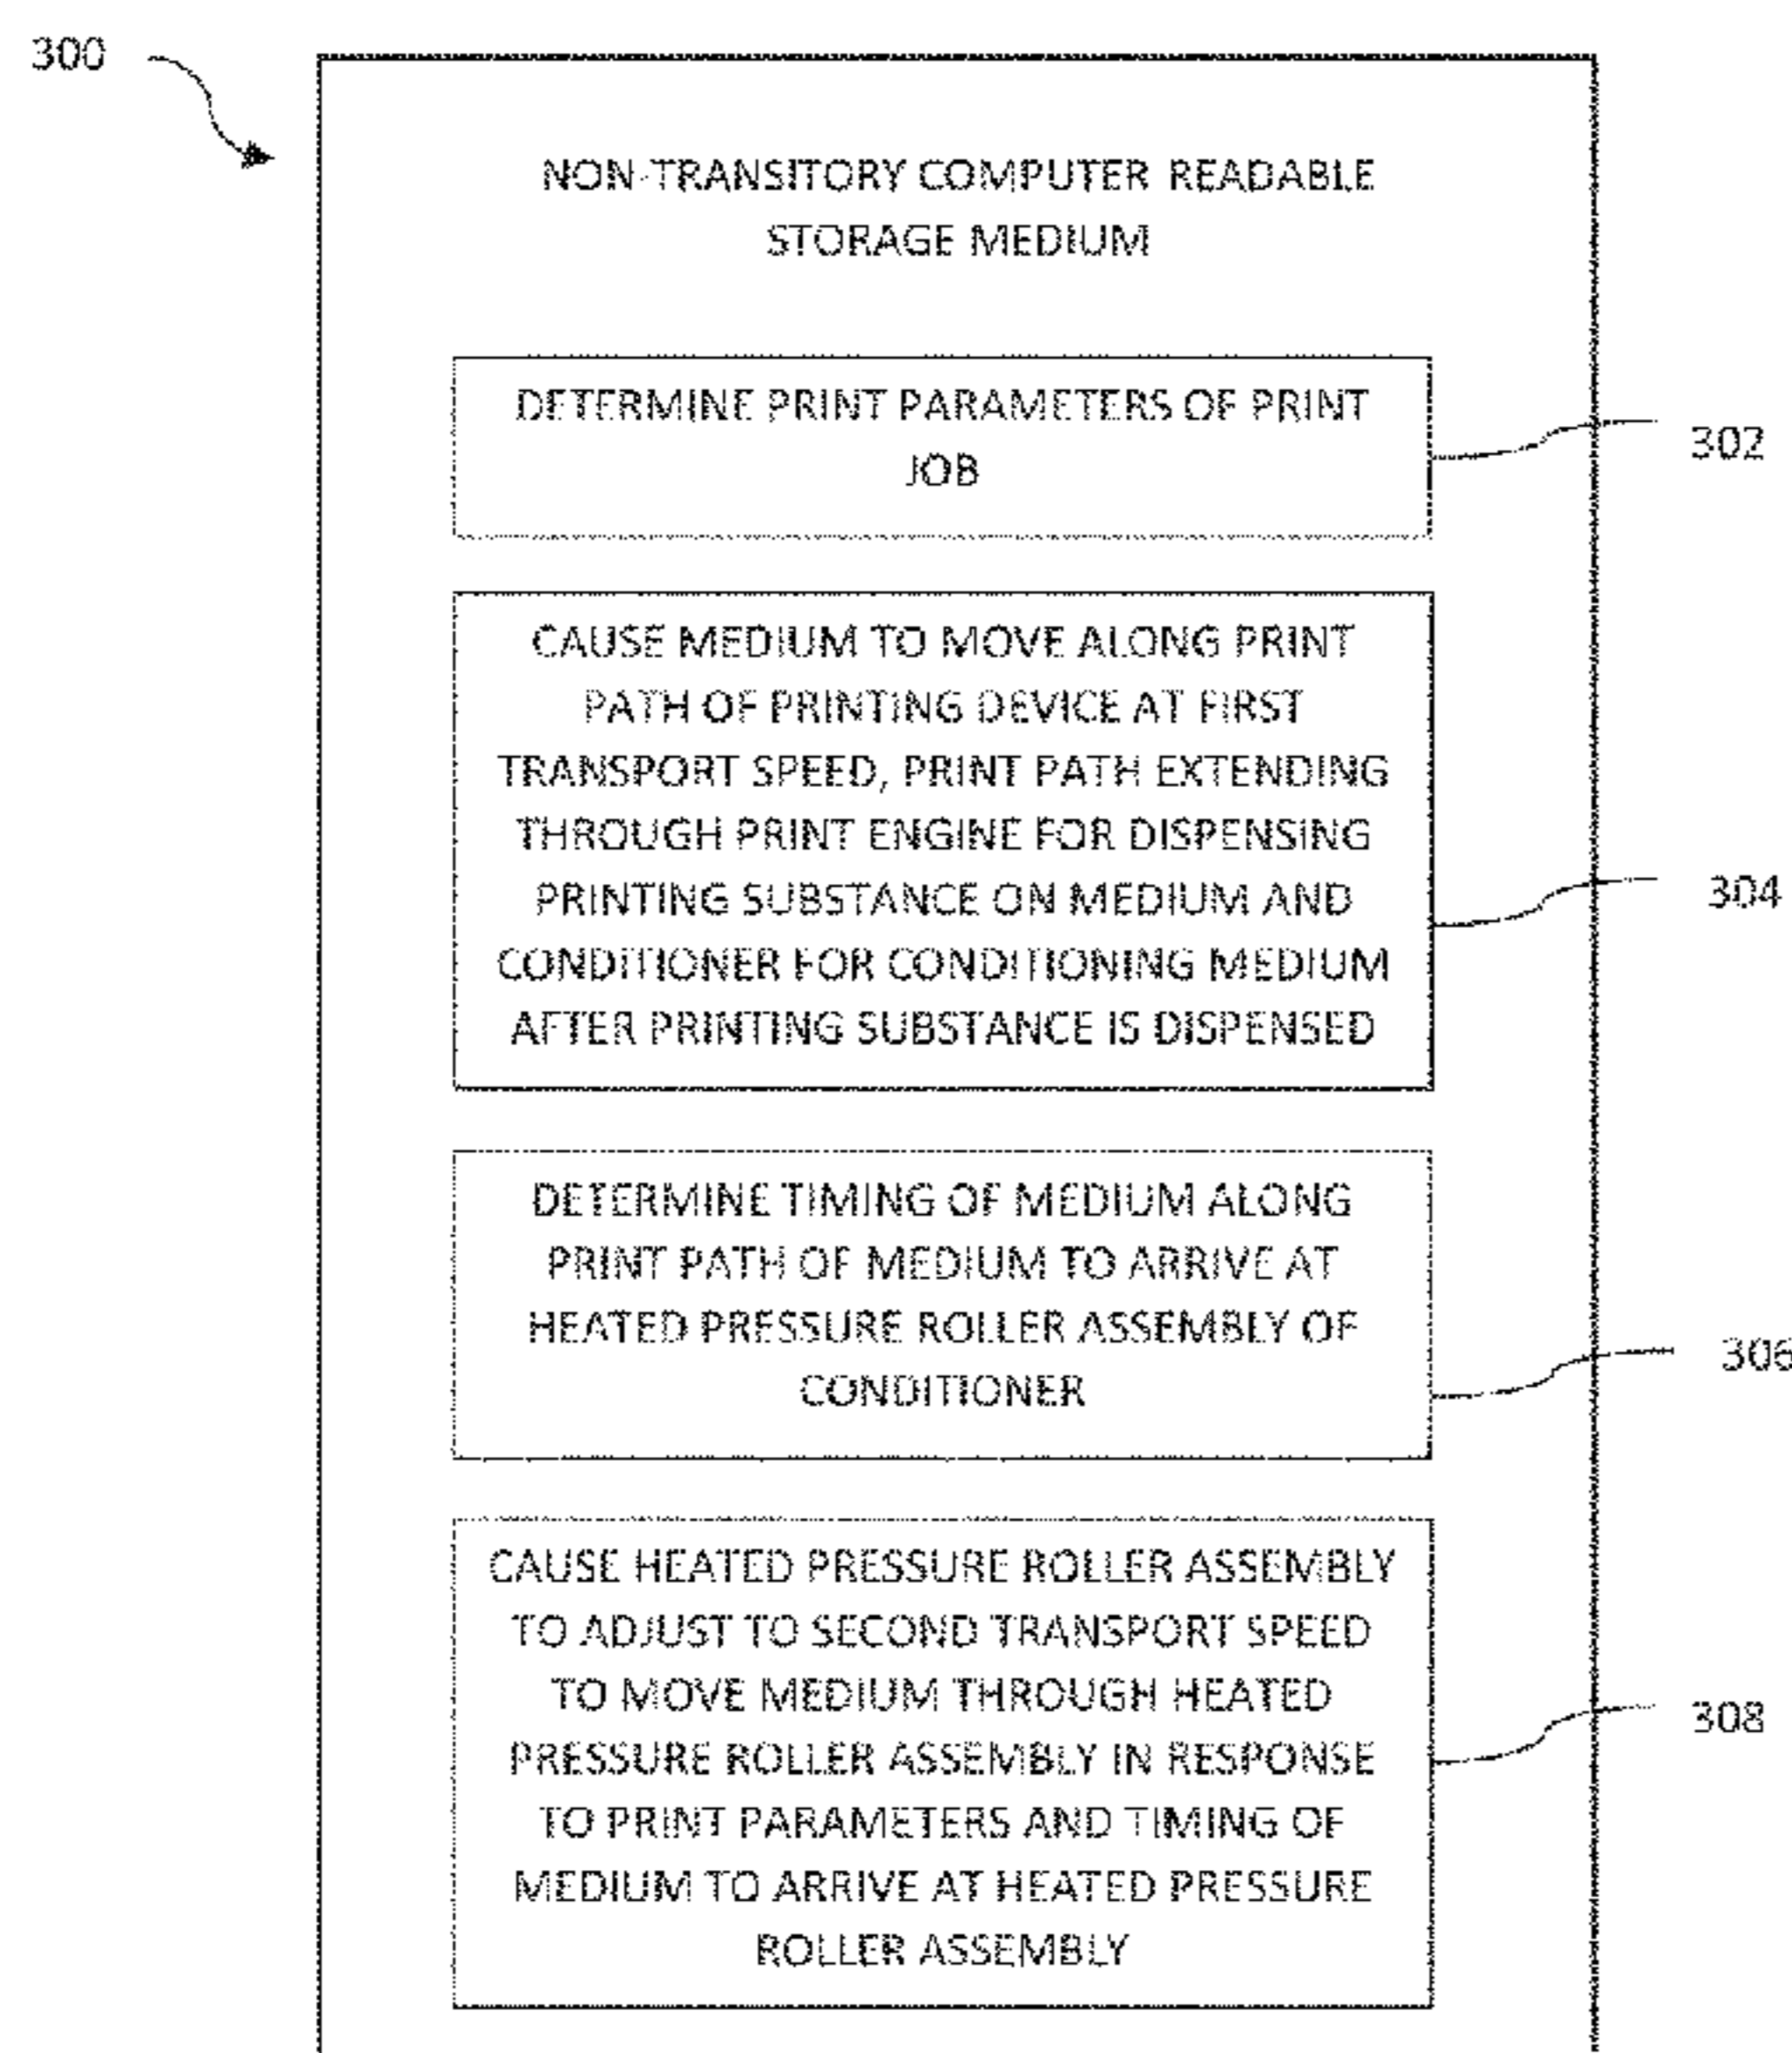 300
NON-TRANSITORY COMPUTER READABLE
STORAGE MEDIUM
DETERMINE PRINT PARAMETERS OF PRINT
JOB
302
CAUSE MEDIUM TO MOVE ALONG PRINT
PATH OF PRINTING DEVICE AT FIRST
TRANSPORT SPEED, PRINT PATH EXTENDING
THROUGH PRINT ENGINE FOR DISPENSING
PRINTING SUBSTANCE ON MEDIUM AND
CONDITIONER FOR CONDITIONING MEDIUM
AFTER PRINTING SUBSTANCE IS DISPENSED
304
DETERMINE TIMING OF MEDIUM ALONG
PRINT PATH OF MEDIUM TO ARRIVE AT
HEATED PRESSURE ROLLER ASSEMBLY OF
CONDITIONER
306
CAUSE HEATED PRESSURE ROLLER ASSEMBLY
TO ADJUST TO SECOND TRANSPORT SPEED
TO MOVE MEDIUM THROUGH HEATED
PRESSURE ROLLER ASSEMBLY IN RESPONSE
TO PRINT PARAMETERS AND TIMING OF
MEDIUM TO ARRIVE AT HEATED PRESSURE
ROLLER ASSEMBLY
308